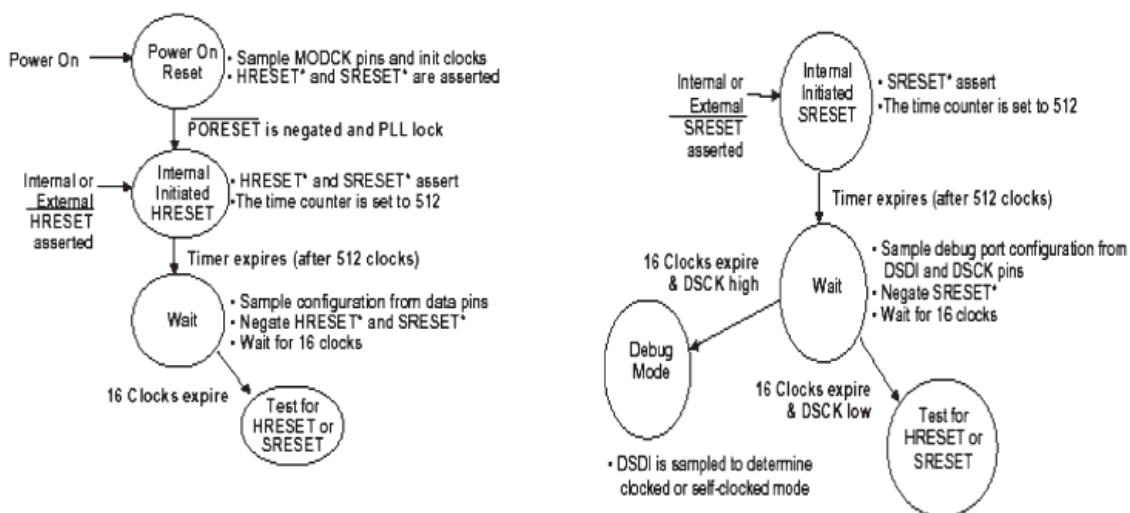 Power On
Power On
Reset
• Sample MODCK pins and init clocks
• HRESET* and SRESET* are asserted
PORESET is negated and PLL lock
Internal or
External
HRESET
asserted
Internal
Initiated
HRESET
• HRESET* and SRESET* assert
• The time counter is set to 512
Timer expires (after 512 clocks)
Wait
• Sample configuration from data pins
• Negate HRESET* and SRESET*
• Wait for 16 clocks
16 Clocks expire
Test for
HRESET or
SRESET
Internal or
External
SRESET
asserted
Internal
Initiated
SRESET
• SRESET* assert
• The time counter is set to 512
Timer expires (after 512 clocks)
16 Clocks expire
& DSCK high
Wait
• Sample debug port configuration from
DSDI and DSCK pins
• Negate SRESET*
• Wait for 16 clocks
Debug
Mode
16 Clocks expire
& DSCK low
Test for
HRESET or
SRESET
• DSDI is sampled to determine
clocked or self-clocked mode